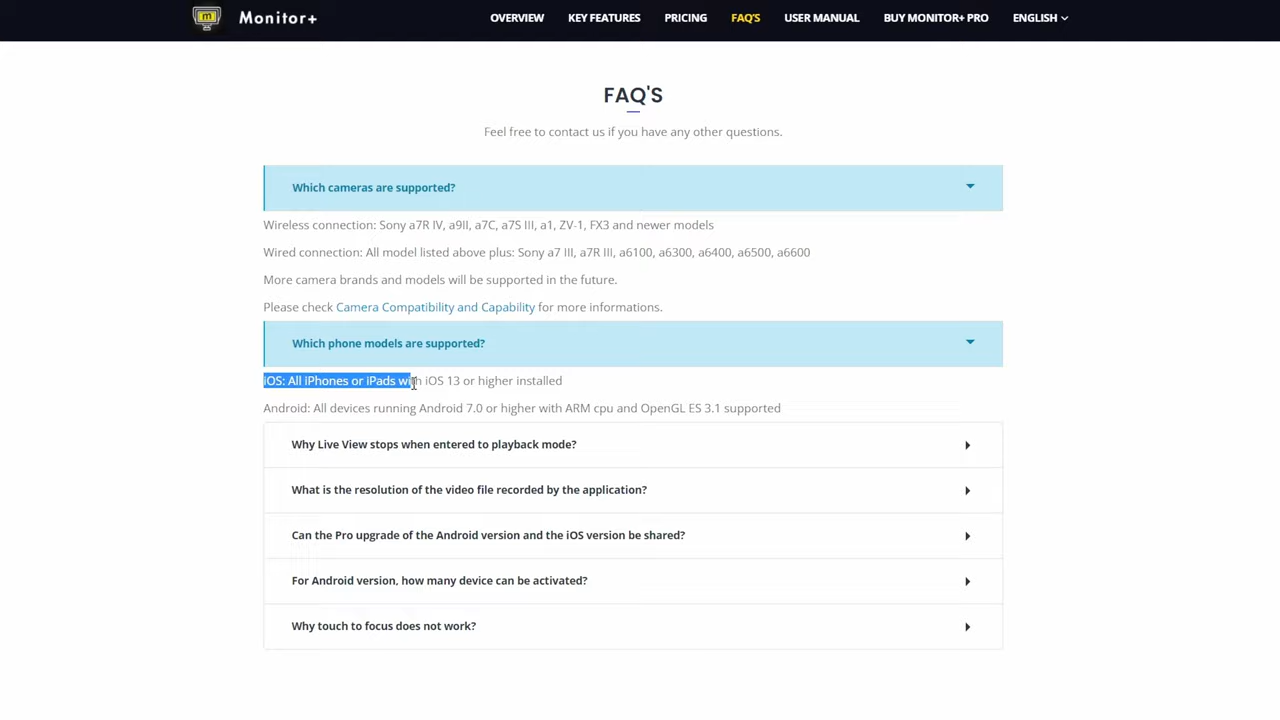 m Monitor+ OVERVIEW KEY FEATURES PRICING FAQ'S USER MANUAL BUY MONITOR+ PRO ENGLISH
FAQ'S
Feel free to contact us if you have any other questions.
Which cameras are supported?
Wireless connection: Sony a7R IV, a9II, a7C, a7S III, a1, ZV-1, FX3 and newer models
Wired connection: All model listed above plus: Sony a7 III, a7R III, a6100, a6300, a6400, a6500, a6600
More camera brands and models will be supported in the future.
Please check Camera Compatibility and Capability for more informations.
Which phone models are supported?
iOS: All iPhones or iPads with iOS 13 or higher installed
Android: All devices running Android 7.0 or higher with ARM cpu and OpenGL ES 3.1 supported
Why Live View stops when entered to playback mode?
What is the resolution of the video file recorded by the application?
Can the Pro upgrade of the Android version and the iOS version be shared?
For Android version, how many device can be activated?
Why touch to focus does not work?